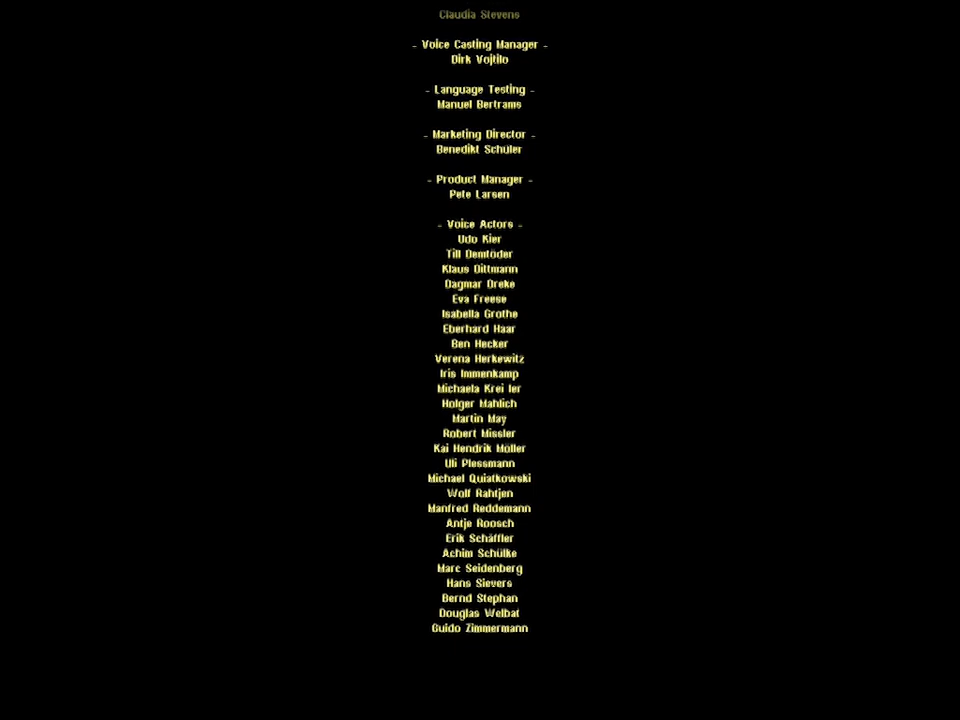 Claudia Stevens
- Voice Casting Manager -
Dirk Vojtilo
- Language Testing -
Manuel Bertrams
- Marketing Director -
Benedikt Schüler
- Product Manager -
Pete Larsen
- Voice Actors -
Udo Kier
Till Demtöder
Klaus Dittmann
Dagmar Dreke
Eva Freese
Isabella Grothe
Eberhard Haar
Ben Hecker
Verena Herkewitz
Iris Immenkamp
Michaela Krei ler
Holger Mahlich
Martin May
Robert Missler
Kai Hendrik Möller
Uli Plessmann
Michael Quiatkowski
Wolf Rahtjen
Manfred Reddemann
Antje Roosch
Erik Schäffler
Achim Schülke
Marc Seidenberg
Hans Sievers
Bernd Stephan
Douglas Welbat
Guido Zimmermann